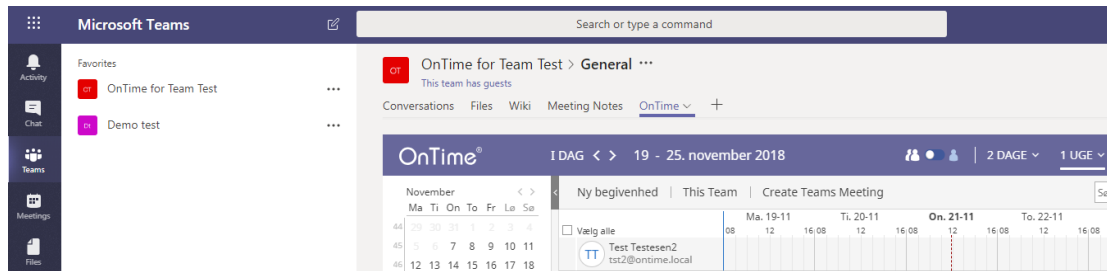 Microsoft Teams
Search or type a command
Activity
Chat
Teams
Meetings
Files
Favorites
OT OnTime for Team Test ...
Dt Demo test ...
OT OnTime for Team Test > General ...
This team has guests
Conversations Files Wiki Meeting Notes OnTime +
OnTime® I DAG < > 19 - 25. november 2018 2 DAGE 1 UGE
November < >
Ma Ti On To Fr Lø Sø
44 29 30 31 1 2 3 4
45 5 6 7 8 9 10 11
46 12 13 14 15 16 17 18
Ny begivenhed | This Team | Create Teams Meeting
Ma. 19-11 Ti. 20-11 On. 21-11 To. 22-11
Vælg alle 08 12 16 08 12 16 08 12 16 08 12 16 08
TT Test Testesen2
tst2@ontime.local